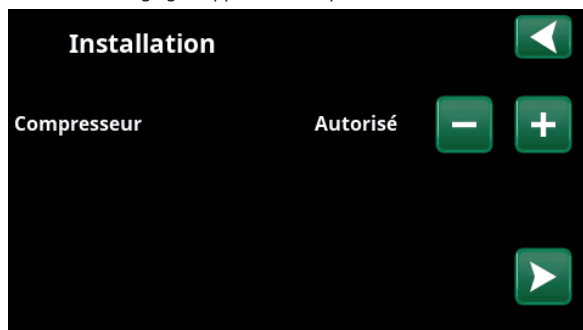 Installation
Compresseur Autorisé − +